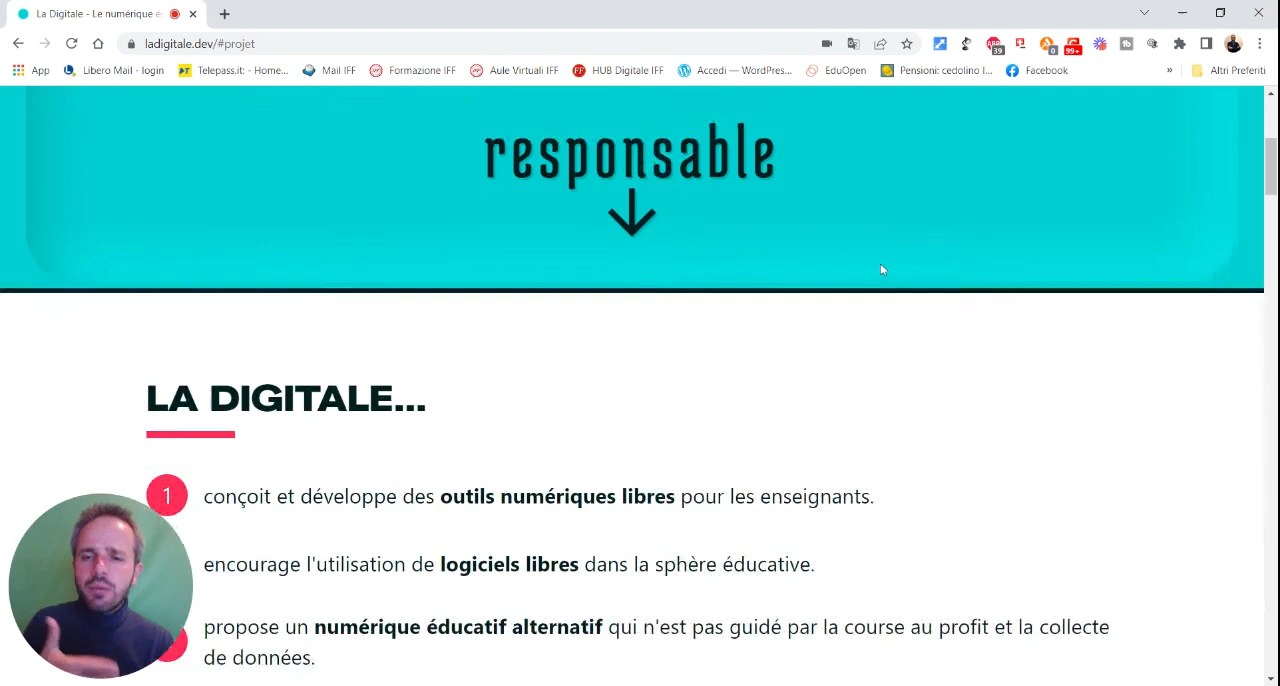 La Digitale - Le numérique é
ladigitale.dev/#projet
39
0
99+
App
Libero Mail - login
Telepass.it: - Home...
Mail IFF
Formazione IFF
Aule Virtuali IFF
HUB Digitale IFF
Accedi — WordPres...
EduOpen
Pensioni: cedolino I...
Facebook
»
Altri Preferiti
responsable
LA DIGITALE...
1
conçoit et développe des outils numériques libres pour les enseignants.
encourage l'utilisation de logiciels libres dans la sphère éducative.
propose un numérique éducatif alternatif qui n'est pas guidé par la course au profit et la collecte
de données.